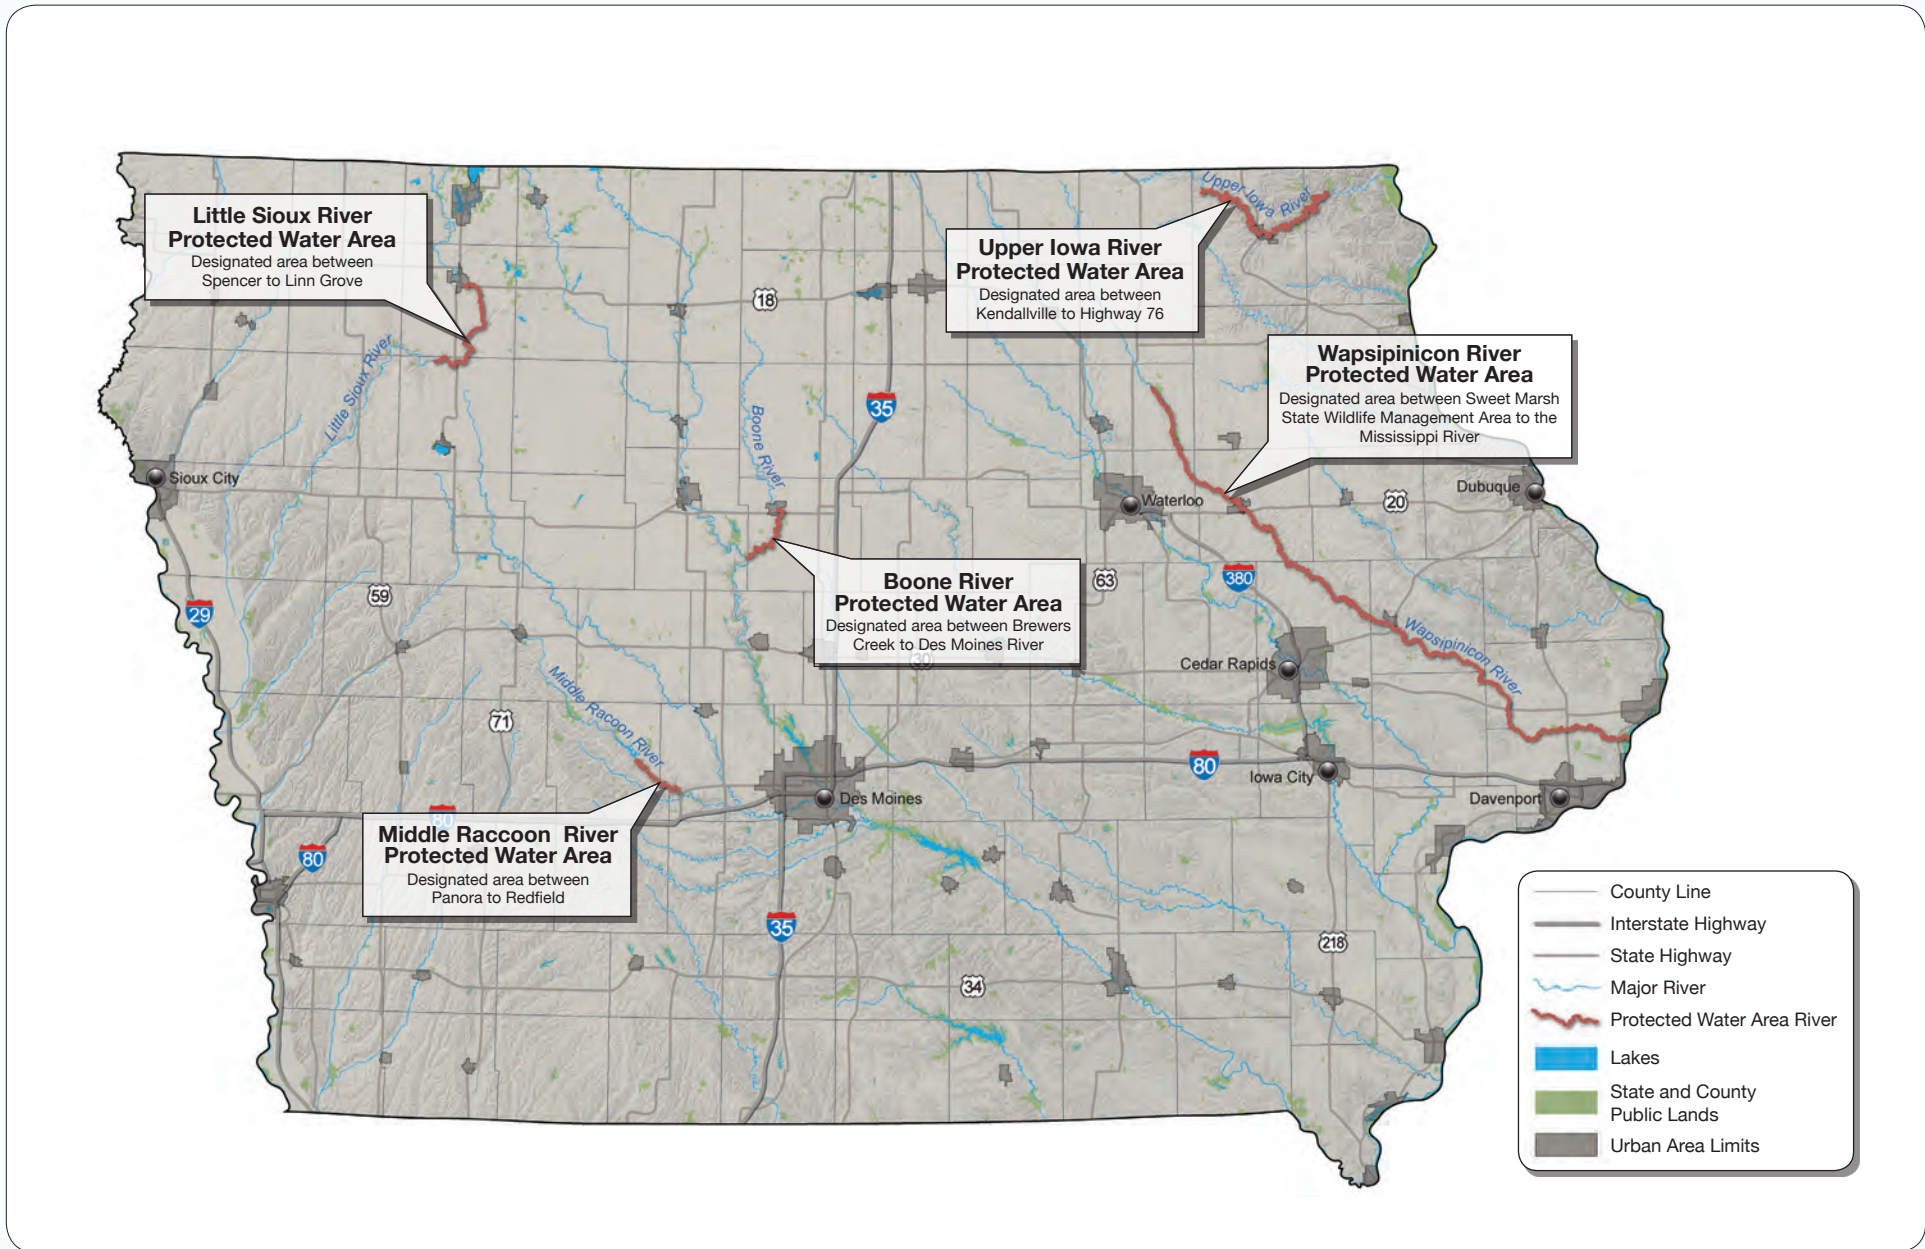 Little Sioux River
Protected Water Area
Designated area between
Spencer to Linn Grove
Upper Iowa River
Upper Iowa River
Protected Water Area
Designated area between
Kendallville to Highway 76
18
Wapsipinicon River
Protected Water Area
Designated area between Sweet Marsh
State Wildlife Management Area to the
Mississippi River
Little Sioux River
35
Boone River
Sioux City
Waterloo
20
Dubuque
Boone River
Protected Water Area
Designated area between Brewers
Creek to Des Moines River
63
380
59
29
30
Wapsipinicon River
Cedar Rapids
Middle Racoon River
71
80
Iowa City
Des Moines
Davenport
80
Middle Raccoon River
Protected Water Area
Designated area between
Panora to Redfield
80
35
218
34
County Line
Interstate Highway
State Highway
Major River
Protected Water Area River
Lakes
State and County
Public Lands
Urban Area Limits